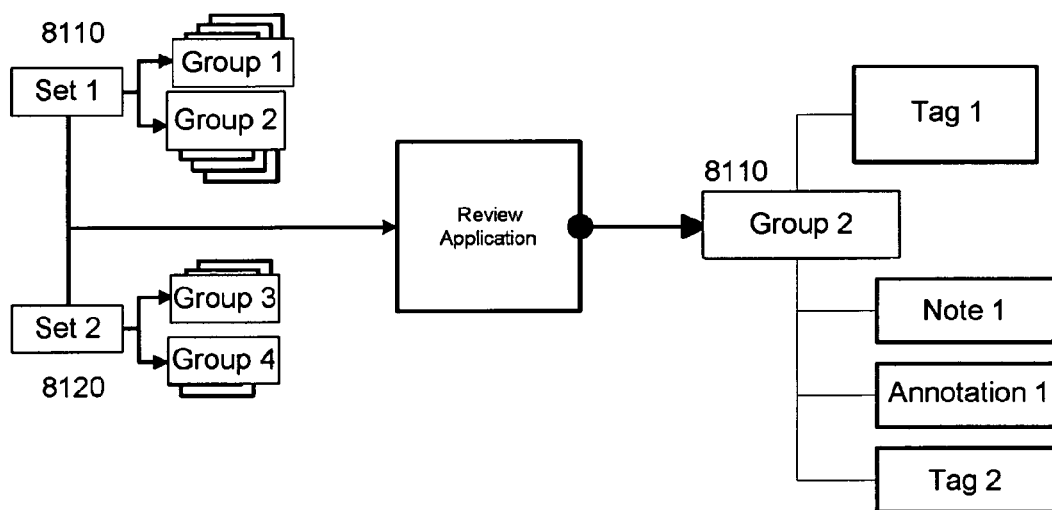 8110
Set 1
Group 1
Group 2
Set 2
8120
Group 3
Group 4
Review
Application
8110
Group 2
Tag 1
Note 1
Annotation 1
Tag 2